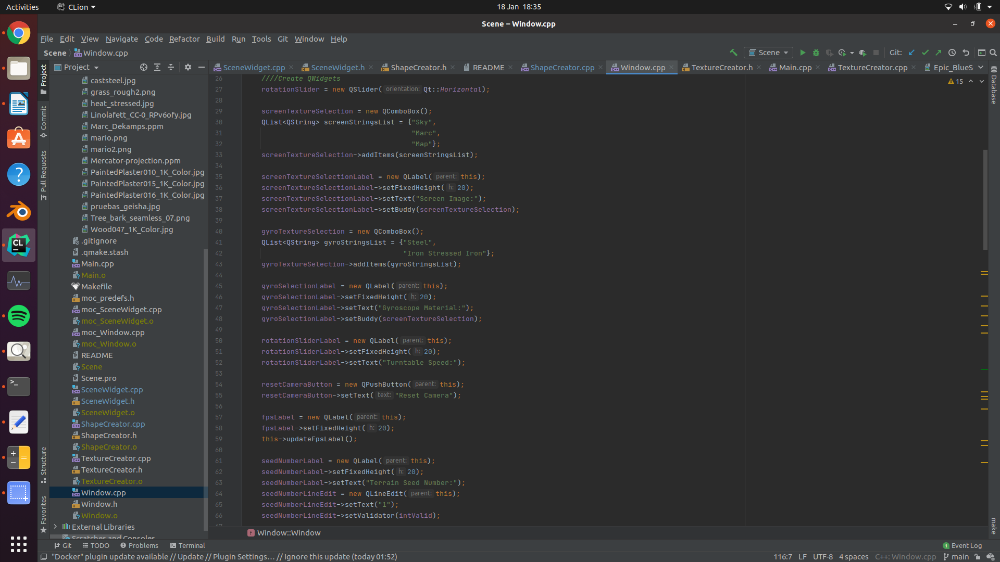 Activities CLion 18 Jan 18:35
Scene – Window.cpp
File Edit View Navigate Code Refactor Build Run Tools Git Window Help
Scene Window.cpp Scene Git:
Project SceneWidget.cpp SceneWidget.h ShapeCreator.h README ShapeCreator.cpp Window.cpp TextureCreator.h Main.cpp TextureCreator.cpp Epic_BlueS
Project
Commit
Pull Requests
Structure
Favorites
caststeel.jpg
grass_rough2.png
heat_stressed.jpg
Linolafett_CC-0_RPv6ofy.jpg
Marc_Dekamps.ppm
mario.png
mario2.png
Mercator-projection.ppm
PaintedPlaster010_1K_Color.jpg
PaintedPlaster015_1K_Color.jpg
PaintedPlaster016_1K_Color.jpg
pruebas_geisha.jpg
Tree_bark_seamless_07.png
Wood047_1K_Color.jpg
.gitignore
.qmake.stash
Main.cpp
Main.o
Makefile
moc_predefs.h
moc_SceneWidget.cpp
moc_SceneWidget.o
moc_Window.cpp
moc_Window.o
README
Scene
Scene.pro
SceneWidget.cpp
SceneWidget.h
SceneWidget.o
ShapeCreator.cpp
ShapeCreator.h
ShapeCreator.o
TextureCreator.cpp
TextureCreator.h
TextureCreator.o
Window.cpp
Window.h
Window.o
External Libraries
Scratches and Consoles
26 ////Create QWidgets
27 rotationSlider = new QSlider( orientation: Qt::Horizontal);
28
29 screenTextureSelection = new QComboBox();
30 QList<QString> screenStringsList = {"Sky",
31 "Marc",
32 "Map"};
33 screenTextureSelection->addItems(screenStringsList);
34
35 screenTextureSelectionLabel = new QLabel( parent: this);
36 screenTextureSelectionLabel->setFixedHeight( h: 20);
37 screenTextureSelectionLabel->setText("Screen Image:");
38 screenTextureSelectionLabel->setBuddy(screenTextureSelection);
39
40 gyroTextureSelection = new QComboBox();
41 QList<QString> gyroStringsList = {"Steel",
42 "Iron Stressed Iron"};
43 gyroTextureSelection->addItems(gyroStringsList);
44
45 gyroSelectionLabel = new QLabel( parent: this);
46 gyroSelectionLabel->setFixedHeight( h: 20);
47 gyroSelectionLabel->setText("Gyroscope Material:");
48 gyroSelectionLabel->setBuddy(screenTextureSelection);
49
50 rotationSliderLabel = new QLabel( parent: this);
51 rotationSliderLabel->setFixedHeight( h: 20);
52 rotationSliderLabel->setText("Turntable Speed:");
53
54 resetCameraButton = new QPushButton( parent: this);
55 resetCameraButton->setText( text: "Reset Camera");
56
57 fpsLabel = new QLabel( parent: this);
58 fpsLabel->setFixedHeight( h: 20);
59 this->updateFpsLabel();
60
61 seedNumberLabel = new QLabel( parent: this);
62 seedNumberLabel->setFixedHeight( h: 20);
63 seedNumberLabel->setText("Terrain Seed Number:");
64 seedNumberLineEdit = new QLineEdit( parent: this);
65 seedNumberLineEdit->setText("1");
66 seedNumberLineEdit->setValidator(intValid);
15
Database
make
CL
Window::Window
Git TODO Problems Terminal 1 Event Log
"Docker" plugin update available // Update // Plugin Settings... // Ignore this update (today 01:52) 116:7 LF UTF-8 4 spaces C++: Window.cpp main